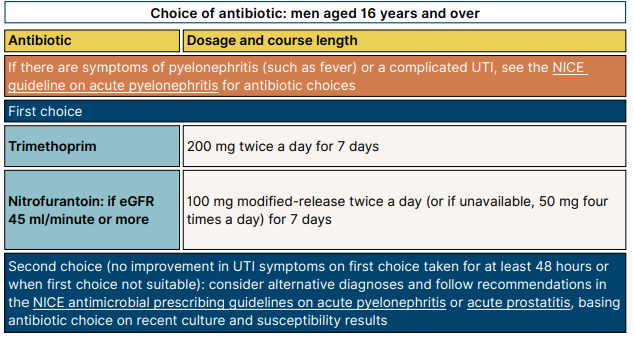 Choice of antibiotic: men aged 16 years and over
Antibiotic
Dosage and course length
If there are symptoms of pyelonephritis (such as fever) or a complicated UTI, see the NICE
guideline on acute pyelonephritis for antibiotic choices
First choice
Trimethoprim
200 mg twice a day for 7 days
Nitrofurantoin: if eGFR
45 ml/minute or more
100 mg modified-release twice a day (or if unavailable, 50 mg four
times a day) for 7 days
Second choice (no improvement in UTI symptoms on first choice taken for at least 48 hours or
when first choice not suitable): consider alternative diagnoses and follow recommendations in
the NICE antimicrobial prescribing guidelines on acute pyelonephritis or acute prostatitis, basing
antibiotic choice on recent culture and susceptibility results